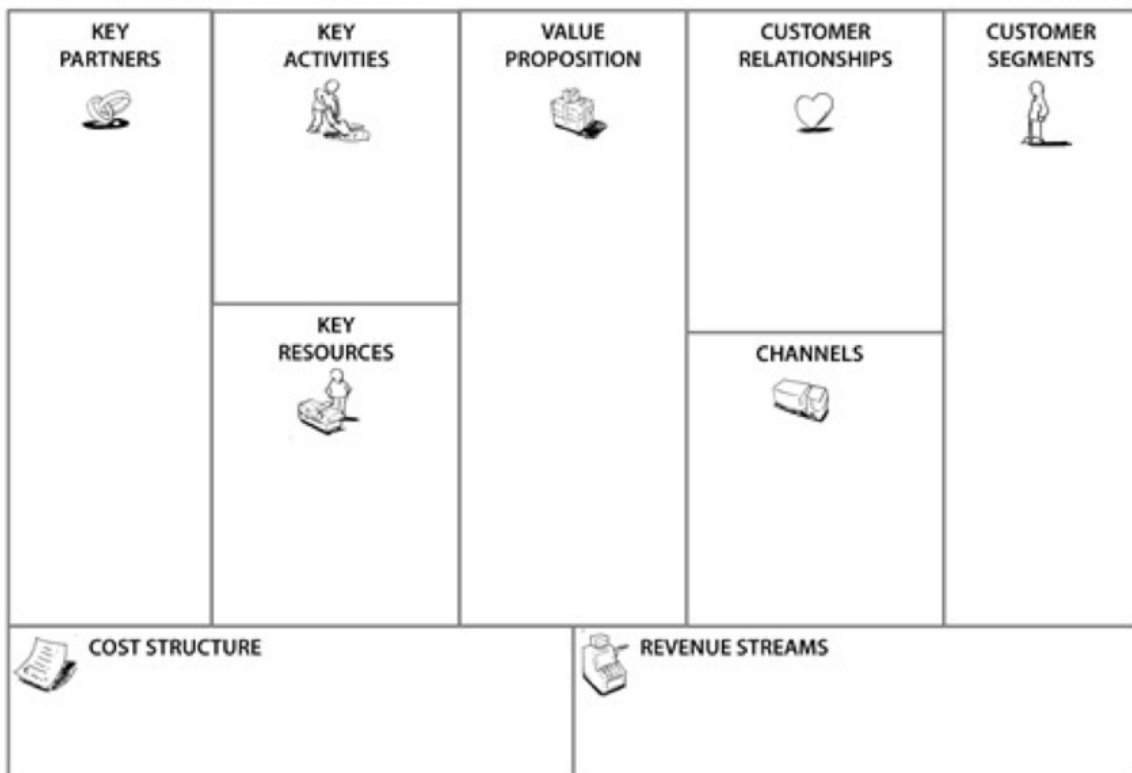 KEY
PARTNERS
KEY
ACTIVITIES
VALUE
PROPOSITION
CUSTOMER
RELATIONSHIPS
CUSTOMER
SEGMENTS
KEY
RESOURCES
CHANNELS
COST STRUCTURE
REVENUE STREAMS